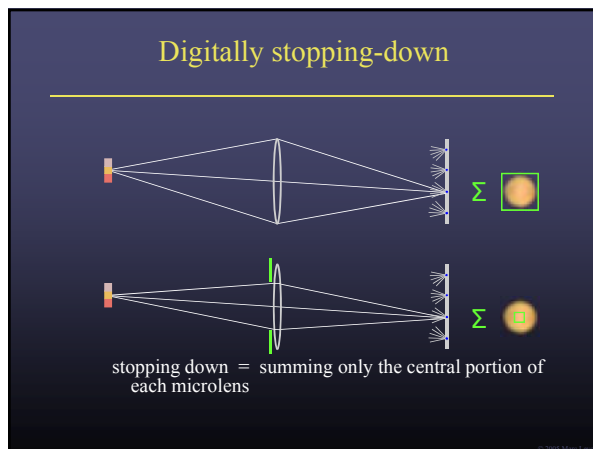 Digitally stopping-down
Σ
Σ
stopping down = summing only the central portion of
each microlens